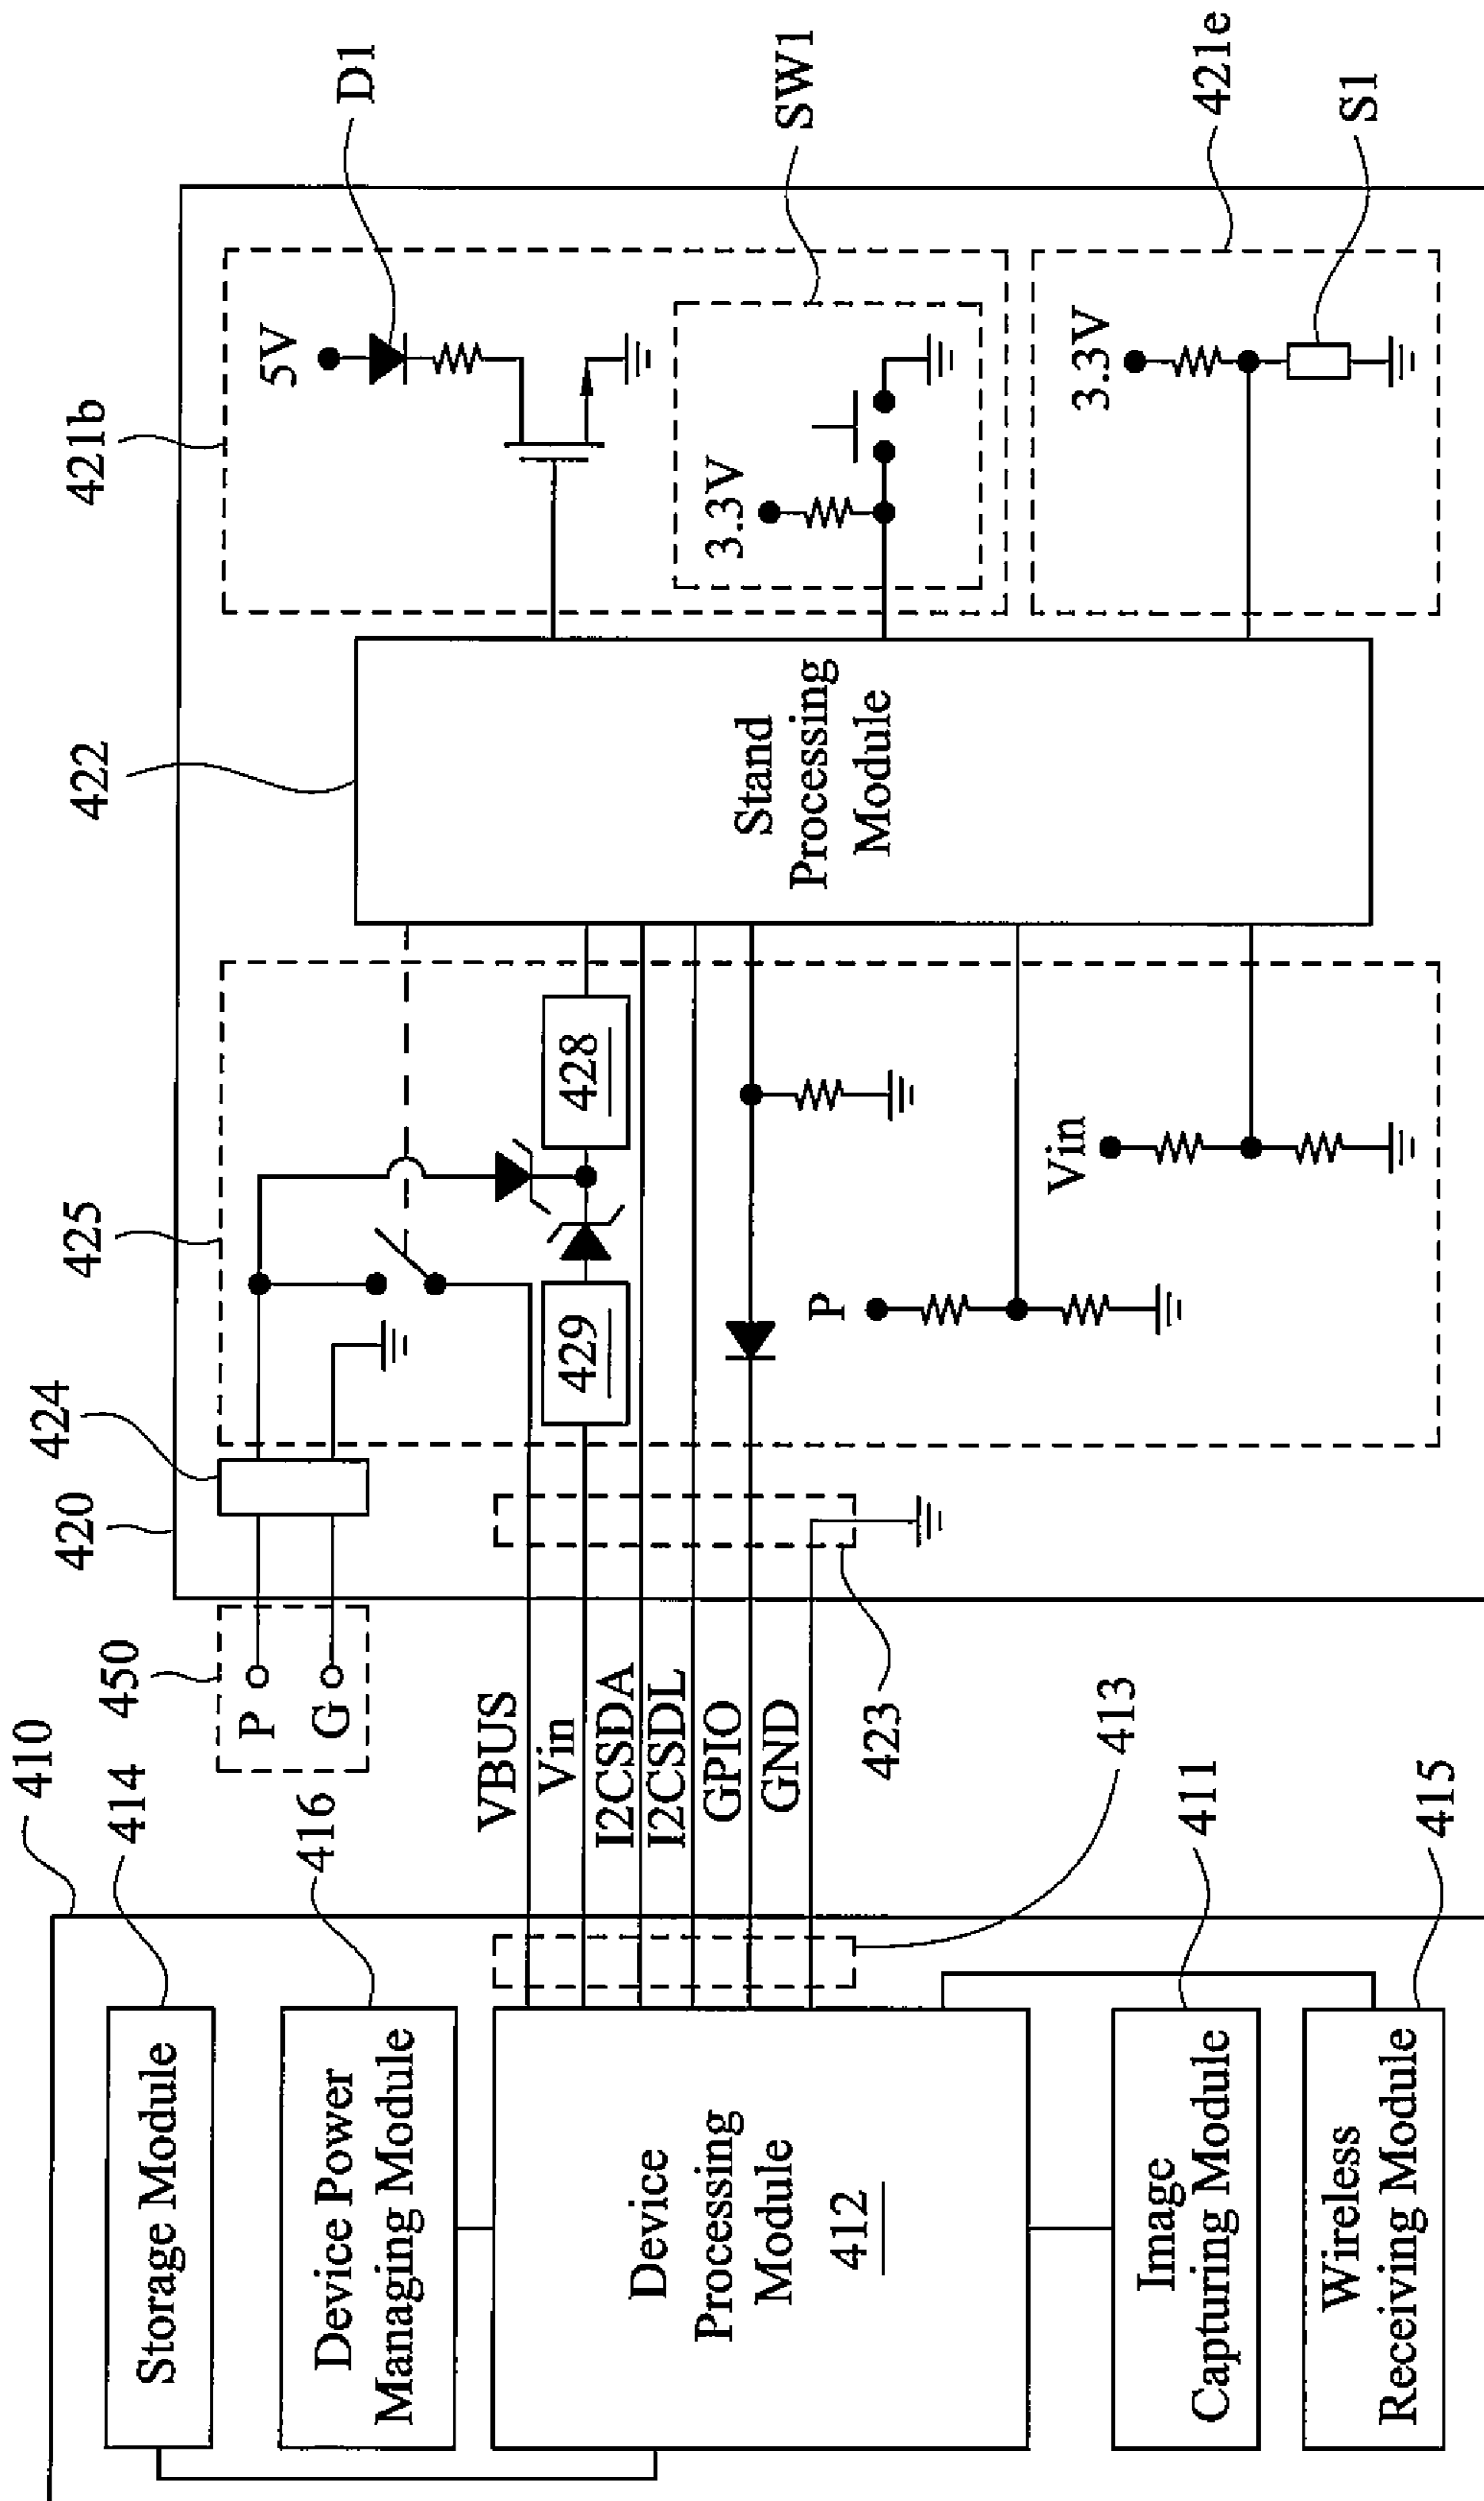 410
414
Storage Module
416
Device Power
Managing Module
Device
Processing
Module
412
Image
Capturing Module
411
Wireless
Receiving Module
415
413
450
P
G
VBUS
Vin
I2CSDA
I2CSDL
GPIO
GND
423
420
424
425
429
428
P
Vin
422
Stand
Processing
Module
421b
5V
D1
3.3V
SW1
421e
3.3V
S1